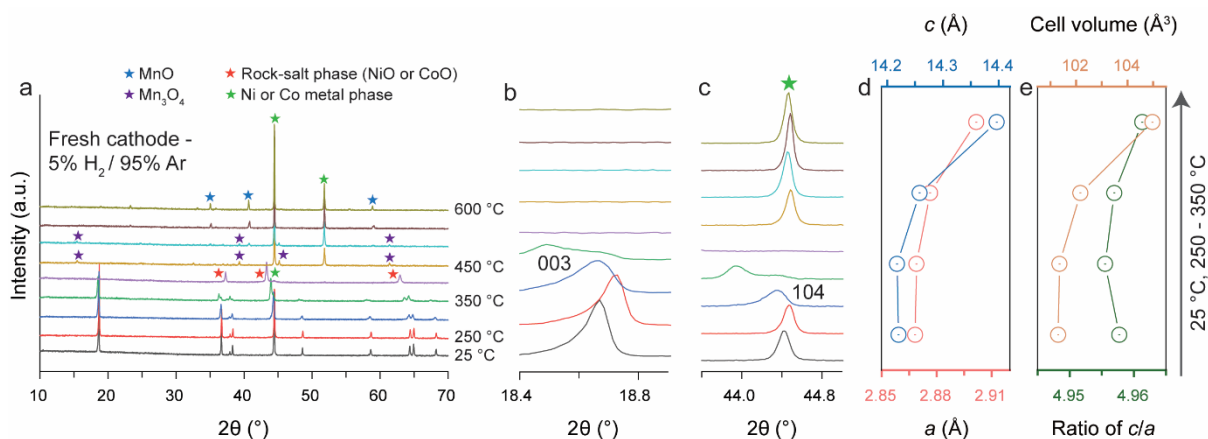 c (Å)
Cell volume (Å³)
14.2 14.3 14.4
102 104
★ MnO ★ Rock-salt phase (NiO or CoO)
★ Mn₃O₄ ★ Ni or Co metal phase
a b c d e
Fresh cathode -
5% H₂ / 95% Ar
Intensity (a.u.)
600 °C
450 °C
350 °C
250 °C
25 °C
003
104
25 °C, 250 - 350 °C
10 20 30 40 50 60 70
18.4 18.8
44.0 44.8
2.85 2.88 2.91
4.95 4.96
2θ (°) 2θ (°) 2θ (°) a (Å) Ratio of c/a